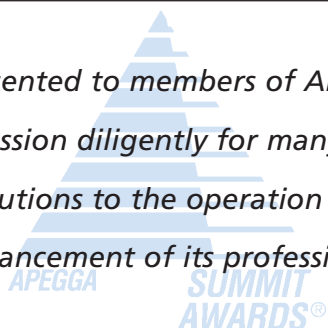 ented to members of A
ssion diligently for man
utions to the operation
ancement of its professi
APEGGA
SUMMIT
AWARDS®